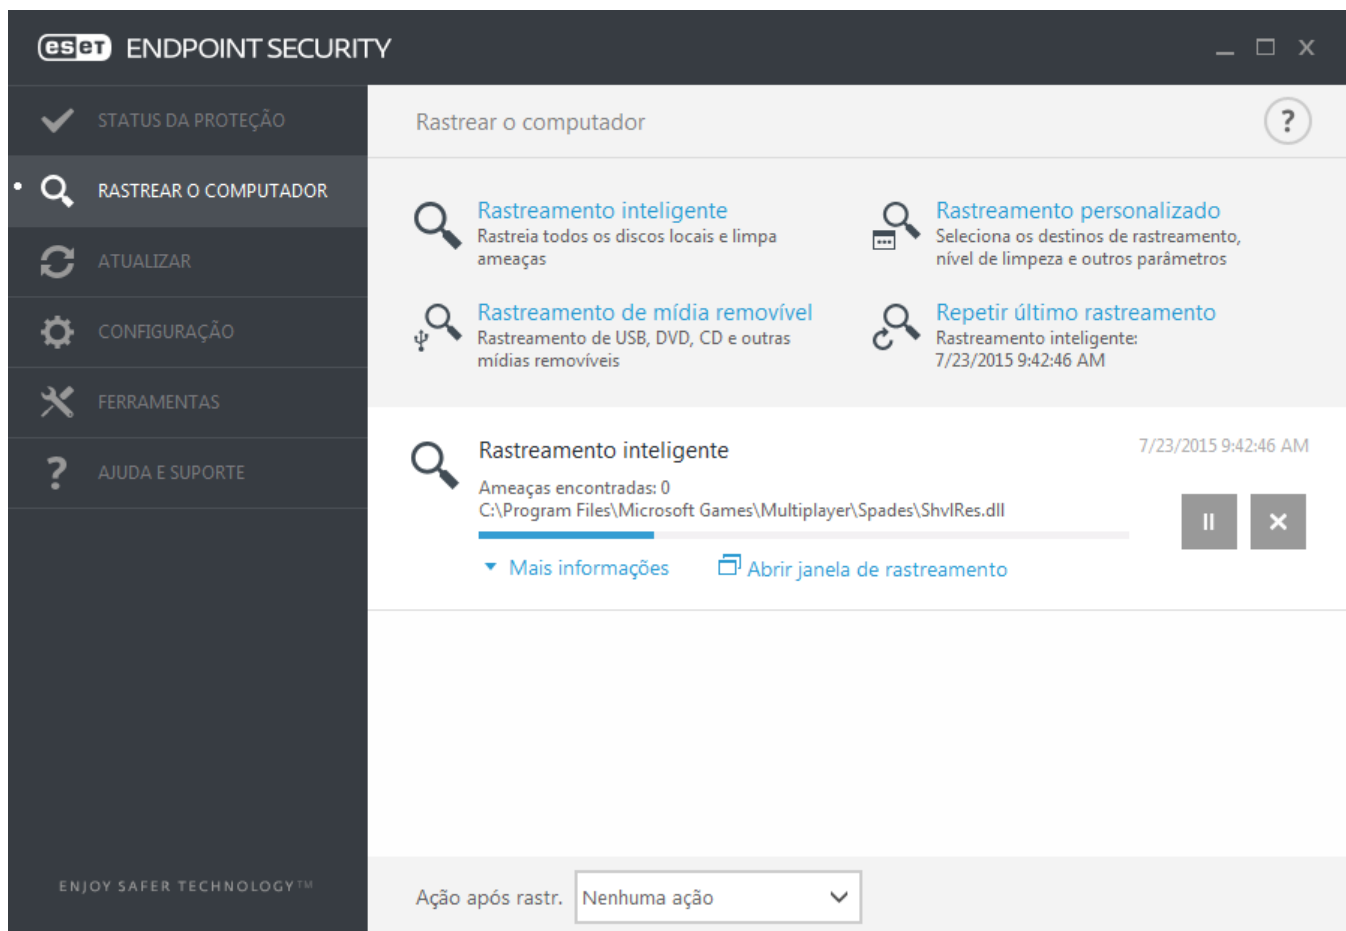 eset ENDPOINT SECURITY
STATUS DA PROTEÇÃO
RASTREAR O COMPUTADOR
ATUALIZAR
CONFIGURAÇÃO
FERRAMENTAS
AJUDA E SUPORTE
ENJOY SAFER TECHNOLOGY™
Rastrear o computador
?
Rastreamento inteligente
Rastreia todos os discos locais e limpa
ameaças
Rastreamento personalizado
Seleciona os destinos de rastreamento,
nível de limpeza e outros parâmetros
Rastreamento de mídia removível
Rastreamento de USB, DVD, CD e outras
mídias removíveis
Repetir último rastreamento
Rastreamento inteligente:
7/23/2015 9:42:46 AM
Rastreamento inteligente
7/23/2015 9:42:46 AM
Ameaças encontradas: 0
C:\Program Files\Microsoft Games\Multiplayer\Spades\ShvlRes.dll
Mais informações
Abrir janela de rastreamento
Ação após rastr.
Nenhuma ação